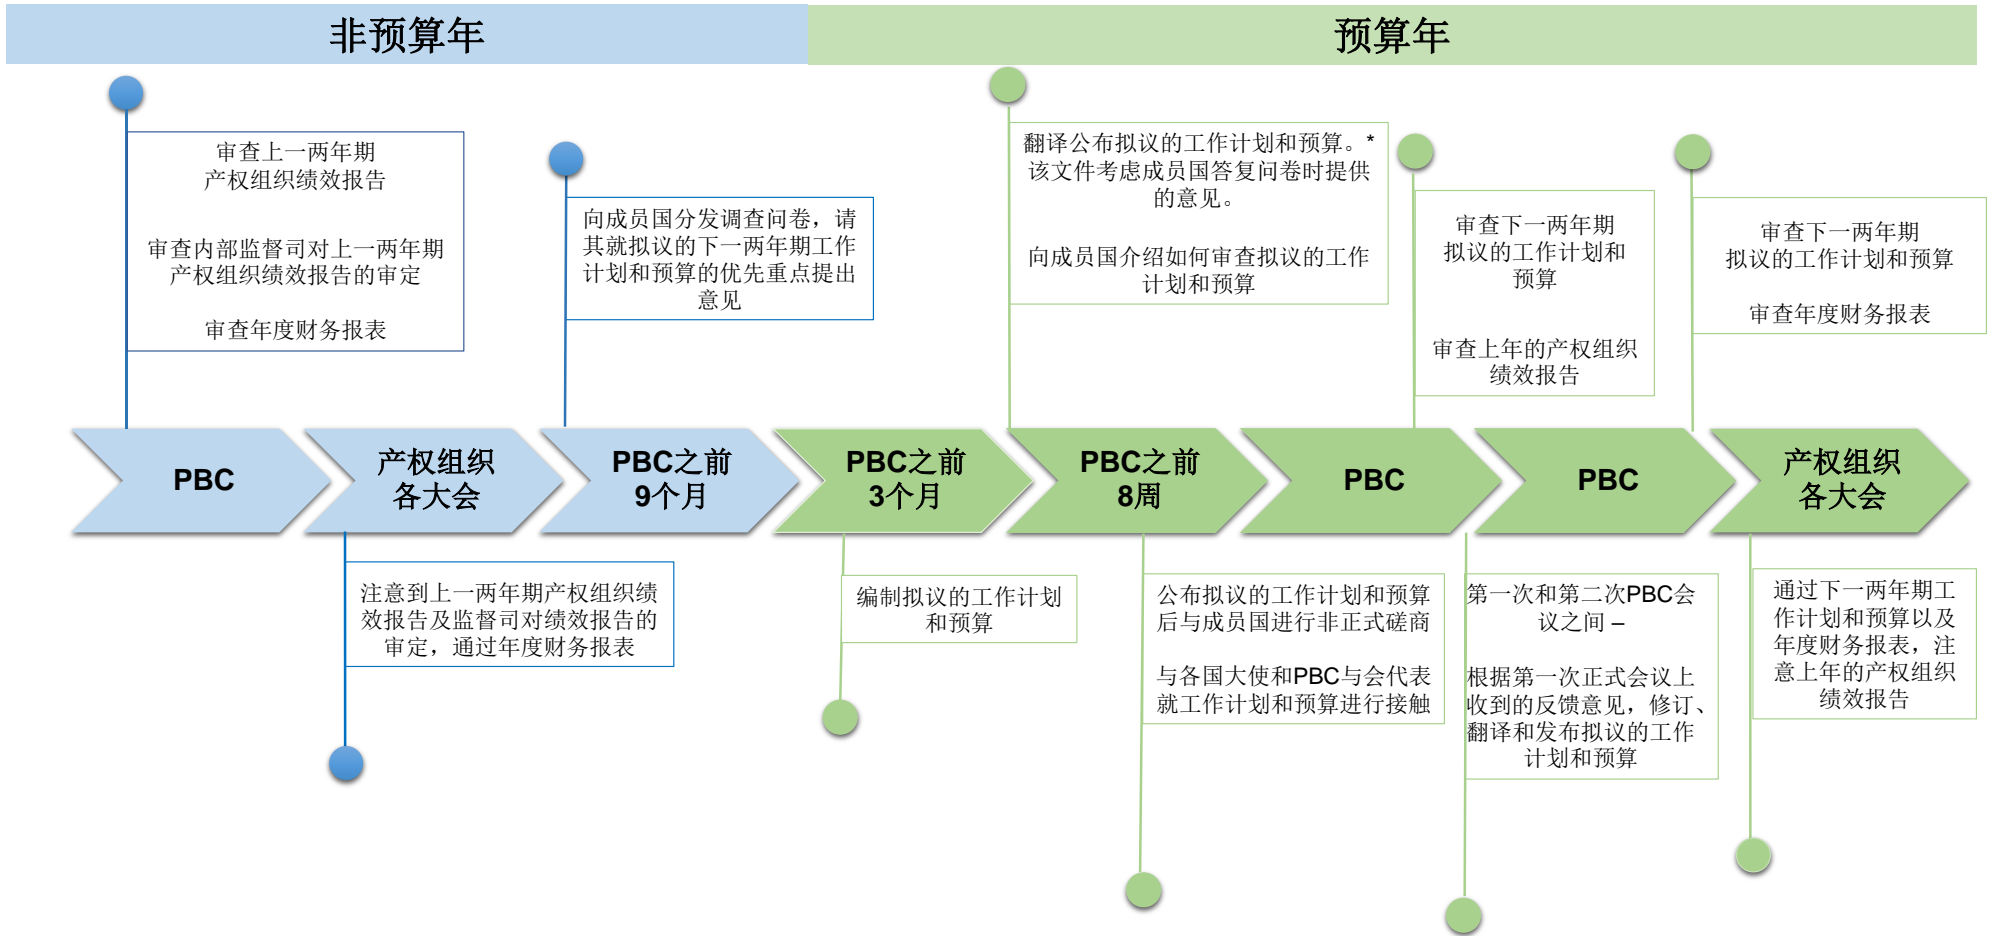 非预算年
预算年
审查上一两年期
产权组织绩效报告
审查内部监督司对上一两年期
产权组织绩效报告的审定
审查年度财务报表
向成员国分发调查问卷，请
其就拟议的下一两年期工作
计划和预算的优先重点提出
意见
翻译公布拟议的工作计划和预算。*
该文件考虑成员国答复问卷时提供
的意见。
向成员国介绍如何审查拟议的工作
计划和预算
审查下一两年期
拟议的工作计划和
预算
审查上年的产权组织
绩效报告
审查下一两年期
拟议的工作计划和预算
审查年度财务报表
PBC
产权组织
各大会
PBC之前
9个月
PBC之前
3个月
PBC之前
8周
PBC
PBC
产权组织
各大会
注意到上一两年期产权组织绩
效报告及监督司对绩效报告的
审定，通过年度财务报表
编制拟议的工作计划
和预算
公布拟议的工作计划和预算
后与成员国进行非正式磋商
与各国大使和PBC与会代表
就工作计划和预算进行接触
第一次和第二次PBC会
议之间 –
根据第一次正式会议上
收到的反馈意见，修订、
翻译和发布拟议的工作
计划和预算
通过下一两年期工
作计划和预算以及
年度财务报表，注
意上年的产权组织
绩效报告